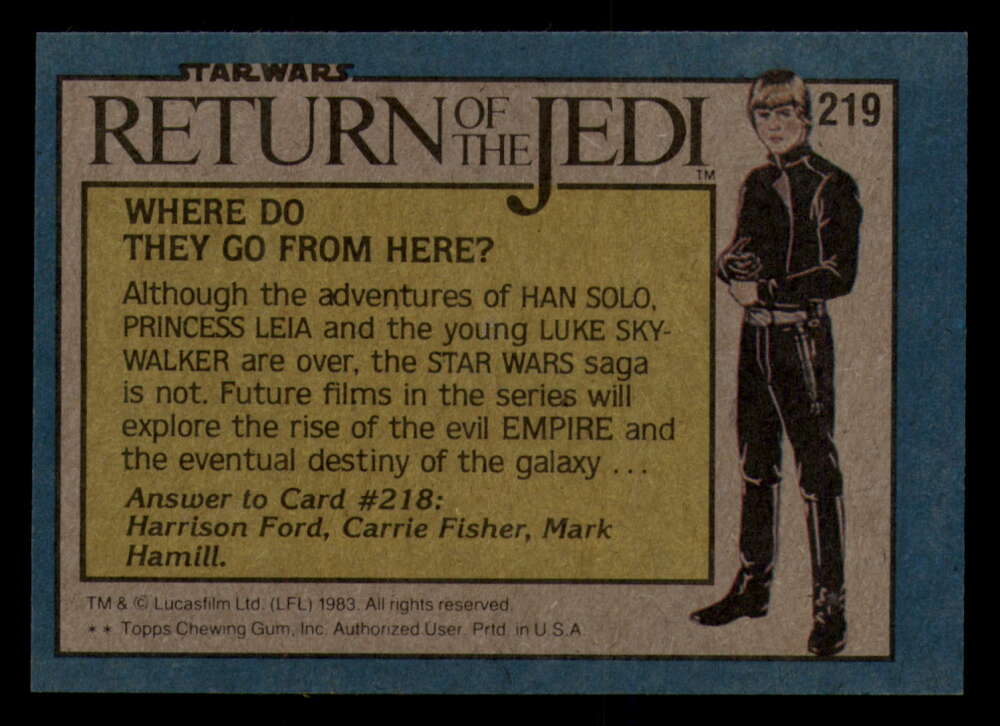 STAR WARS
RETURN OF THE JEDI
TM
219
WHERE DO
THEY GO FROM HERE?
Although the adventures of HAN SOLO,
PRINCESS LEIA and the young LUKE SKY-
WALKER are over, the STAR WARS saga
is not. Future films in the series will
explore the rise of the evil EMPIRE and
the eventual destiny of the galaxy ...
Answer to Card #218:
Harrison Ford, Carrie Fisher, Mark
Hamill.
TM & © Lucasfilm Ltd. (LFL) 1983. All rights reserved.
** Topps Chewing Gum, Inc. Authorized User. Prtd. in U.S.A.